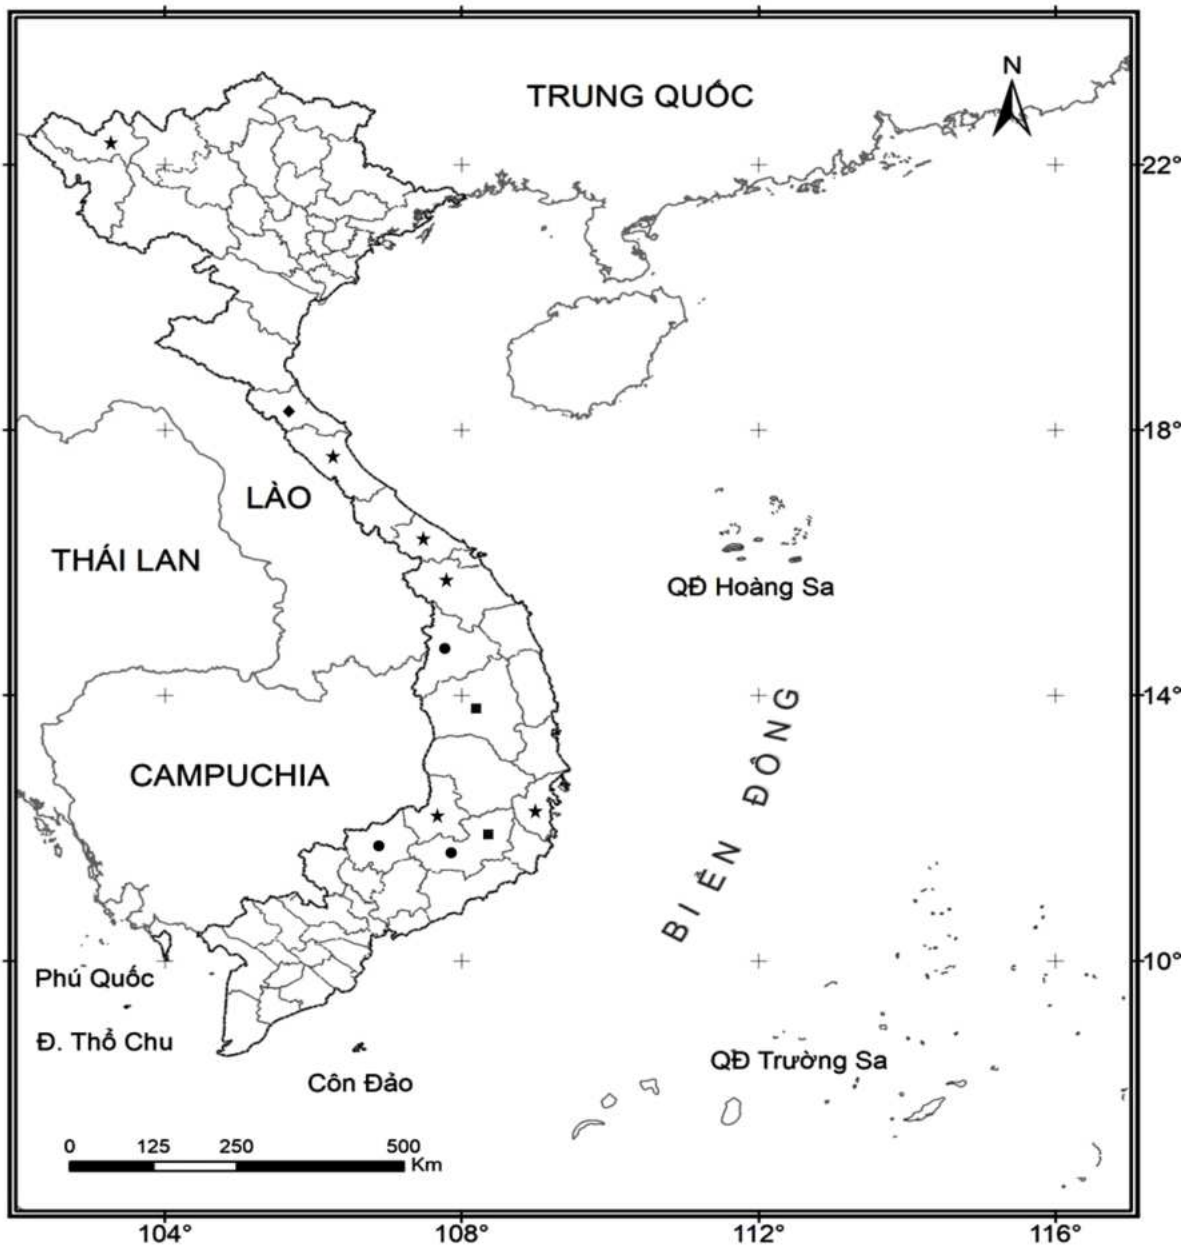 N
TRUNG QUỐC
22°
18°
LÀO
THÁI LAN
QĐ Hoàng Sa
14°
CAMPUCHIA
BIỂN ĐÔNG
10°
Phú Quốc
Đ. Thổ Chu
QĐ Trường Sa
Côn Đảo
0 125 250 500
Km
104° 108° 112° 116°